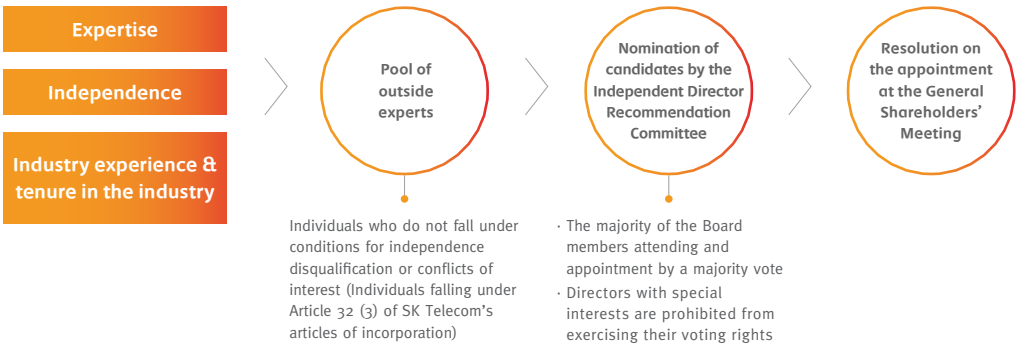 Expertise
Independence
Industry experience &
tenure in the industry
Pool of
outside
experts
Individuals who do not fall under
conditions for independence
disqualification or conflicts of
interest (Individuals falling under
Article 32 (3) of SK Telecom's
articles of incorporation)
Nomination of
candidates by the
Independent Director
Recommendation
Committee
· The majority of the Board
members attending and
appointment by a majority vote
· Directors with special
interests are prohibited from
exercising their voting rights
Resolution on
the appointment
at the General
Shareholders'
Meeting